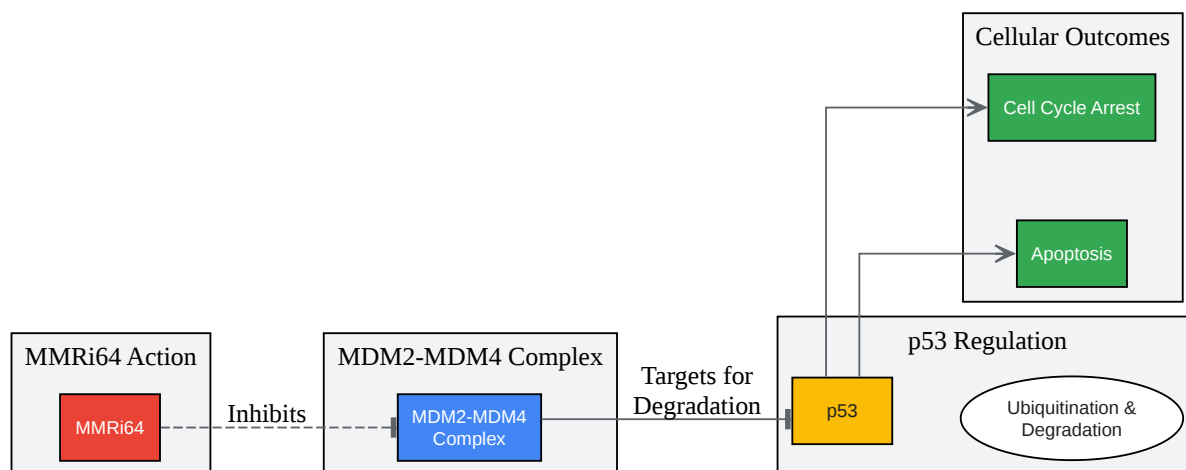 Cellular Outcomes
Cell Cycle Arrest
Apoptosis
MMRi64 Action
MMRi64
Inhibits
MDM2-MDM4 Complex
MDM2-MDM4
Complex
Targets for
Degradation
p53 Regulation
p53
Ubiquitination &
Degradation